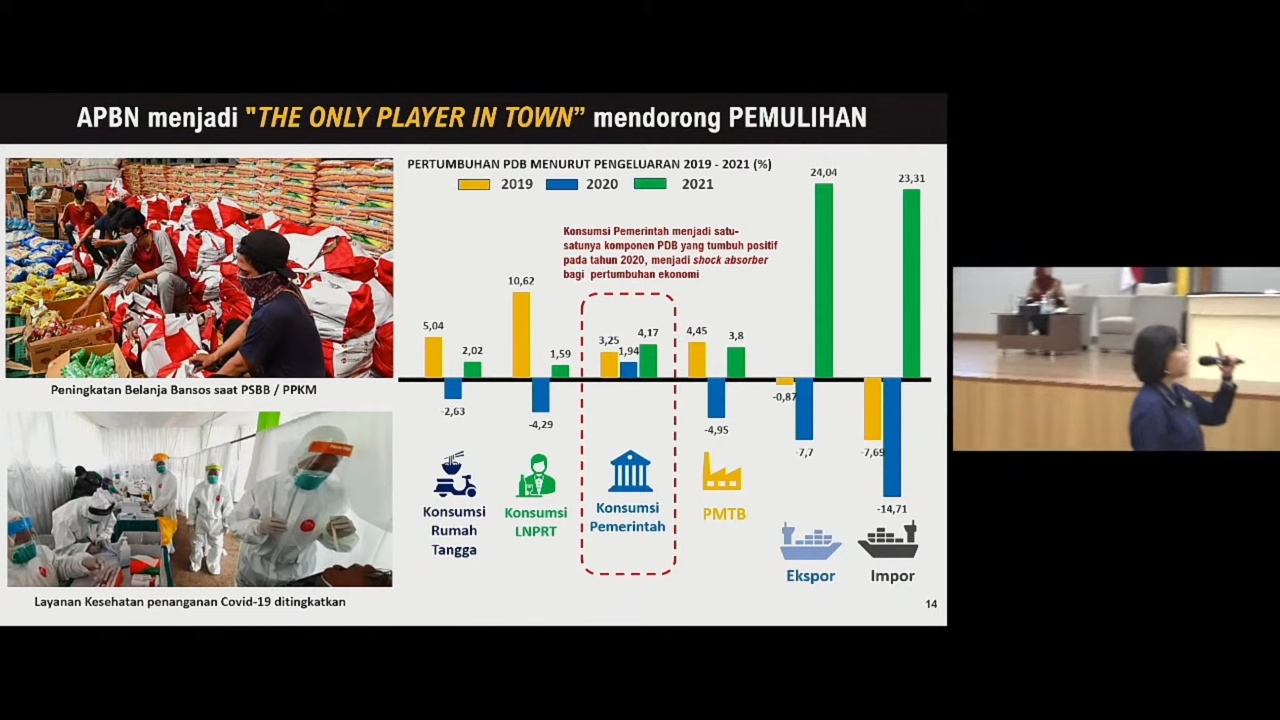 APBN menjadi "THE ONLY PLAYER IN TOWN” mendorong PEMULIHAN
PERTUMBUHAN PDB MENURUT PENGELUARAN 2019 - 2021 (%)
2019
2020
2021
Konsumsi Pemerintah menjadi satu-
satunya komponen PDB yang tumbuh positif
pada tahun 2020, menjadi shock absorber
bagi pertumbuhan ekonomi
5,04
-2,63
2,02
10,62
-4,29
1,59
3,25
1,94
4,17
4,45
-4,95
3,8
-0,87
-7,7
24,04
-7,69
-14,71
23,31
Konsumsi
Rumah
Tangga
Konsumsi
LNPRT
Konsumsi
Pemerintah
PMTB
Ekspor
Impor
Peningkatan Belanja Bansos saat PSBB / PPKM
Layanan Kesehatan penanganan Covid-19 ditingkatkan
14